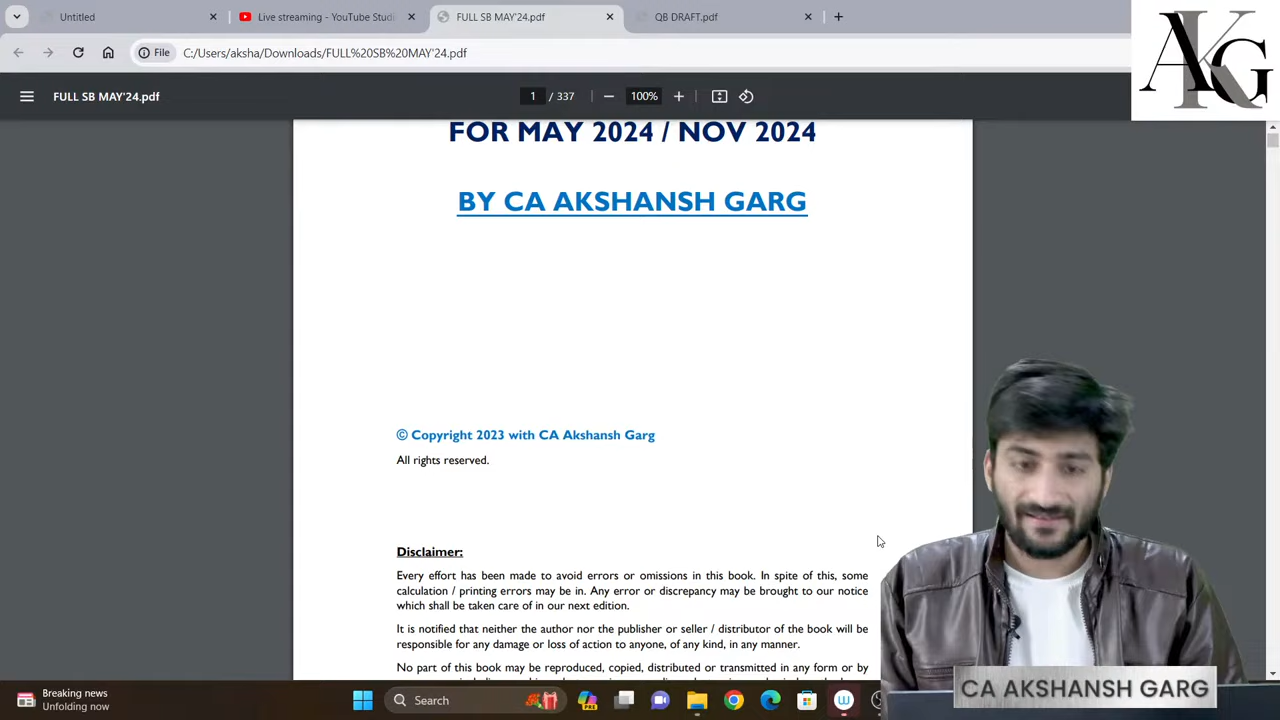 Untitled
Live streaming - YouTube Studi
FULL SB MAY'24.pdf
QB DRAFT.pdf
File
C:/Users/aksha/Downloads/FULL%20SB%20MAY'24.pdf
AKG
FULL SB MAY'24.pdf
1 / 337
100%
FOR MAY 2024 / NOV 2024
BY CA AKSHANSH GARG
© Copyright 2023 with CA Akshansh Garg
All rights reserved.
Disclaimer:
Every effort has been made to avoid errors or omissions in this book. In spite of this, some
calculation / printing errors may be in. Any error or discrepancy may be brought to our notice
which shall be taken care of in our next edition.
It is notified that neither the author nor the publisher or seller / distributor of the book will be
responsible for any damage or loss of action to anyone, of any kind, in any manner.
No part of this book may be reproduced, copied, distributed or transmitted in any form or by
CA AKSHANSH GARG
Breaking news
Unfolding now
Search
PRE